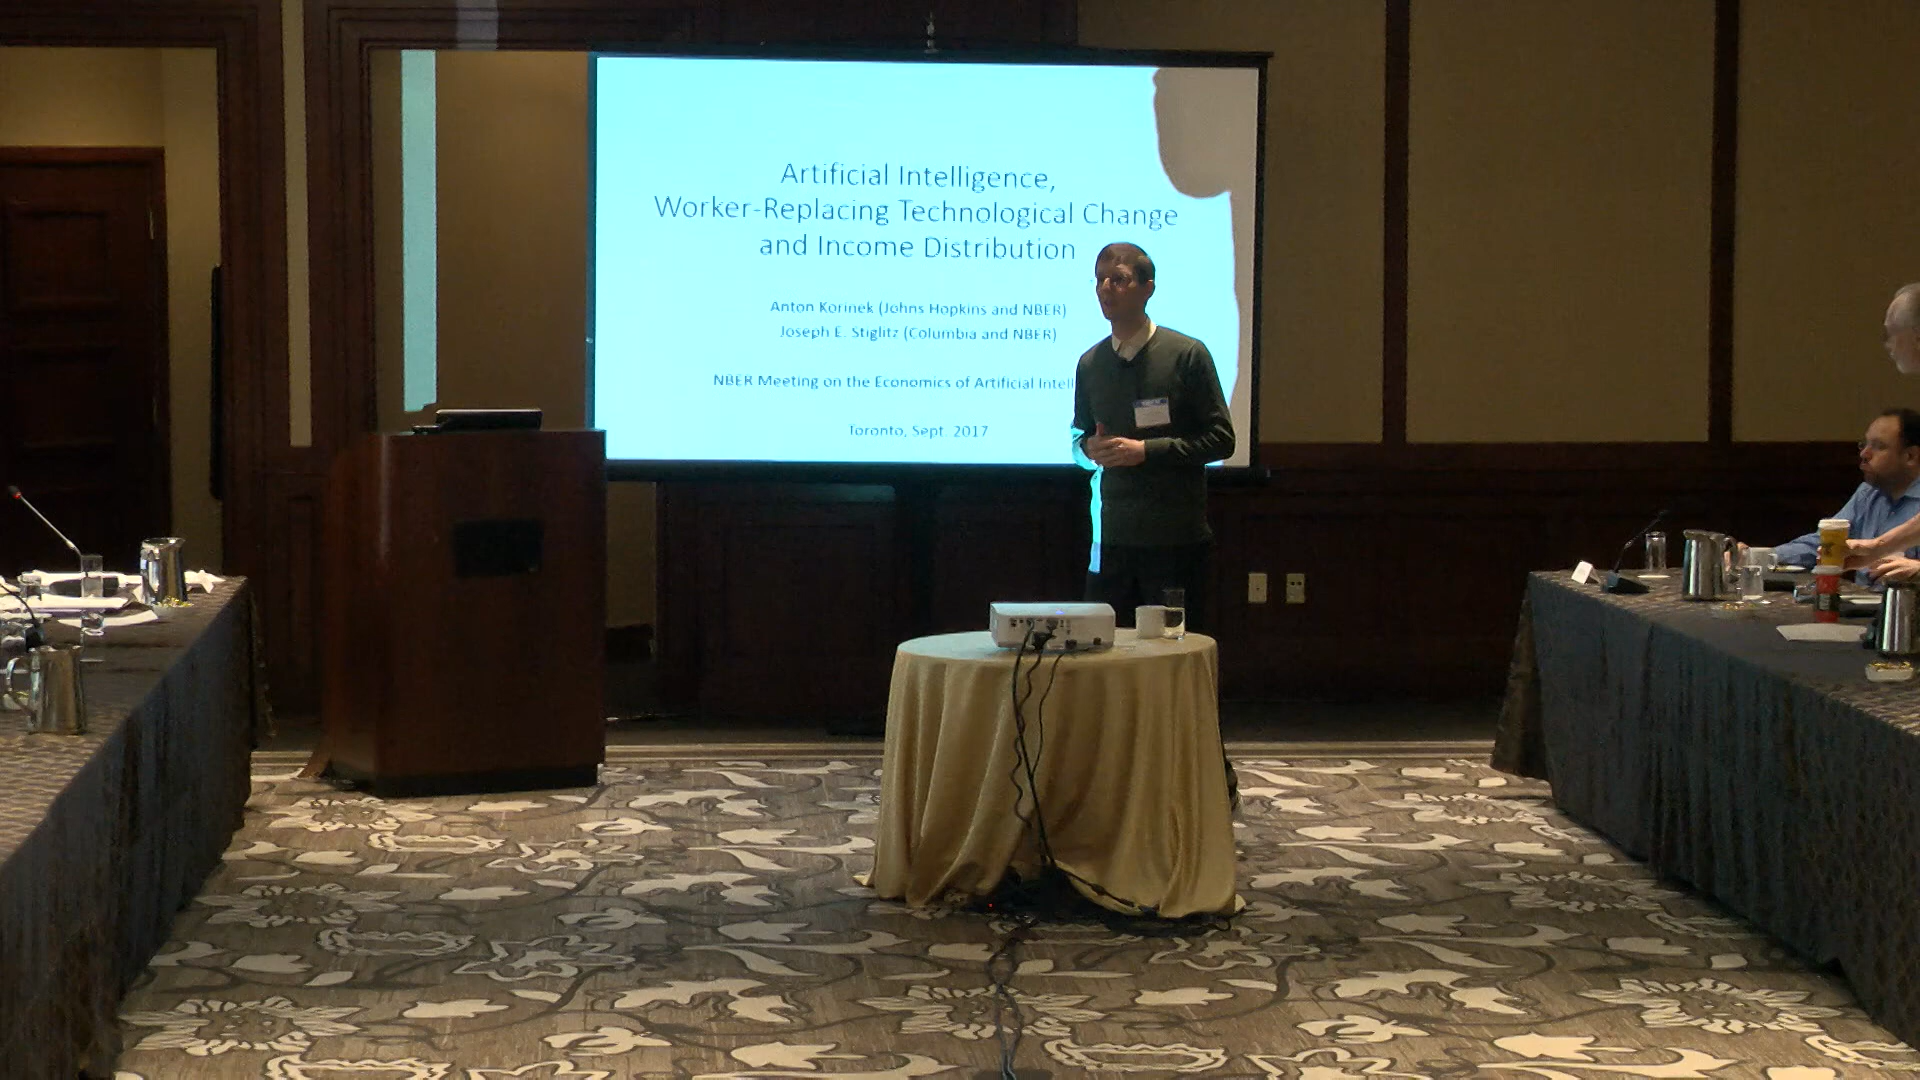 Artificial Intelligence,
Worker-Replacing Technological Change
and Income Distribution
Anton Korinek (Johns Hopkins and NBER)
Joseph E. Stiglitz (Columbia and NBER)
NBER Meeting on the Economics of Artificial Intell
Toronto, Sept. 2017